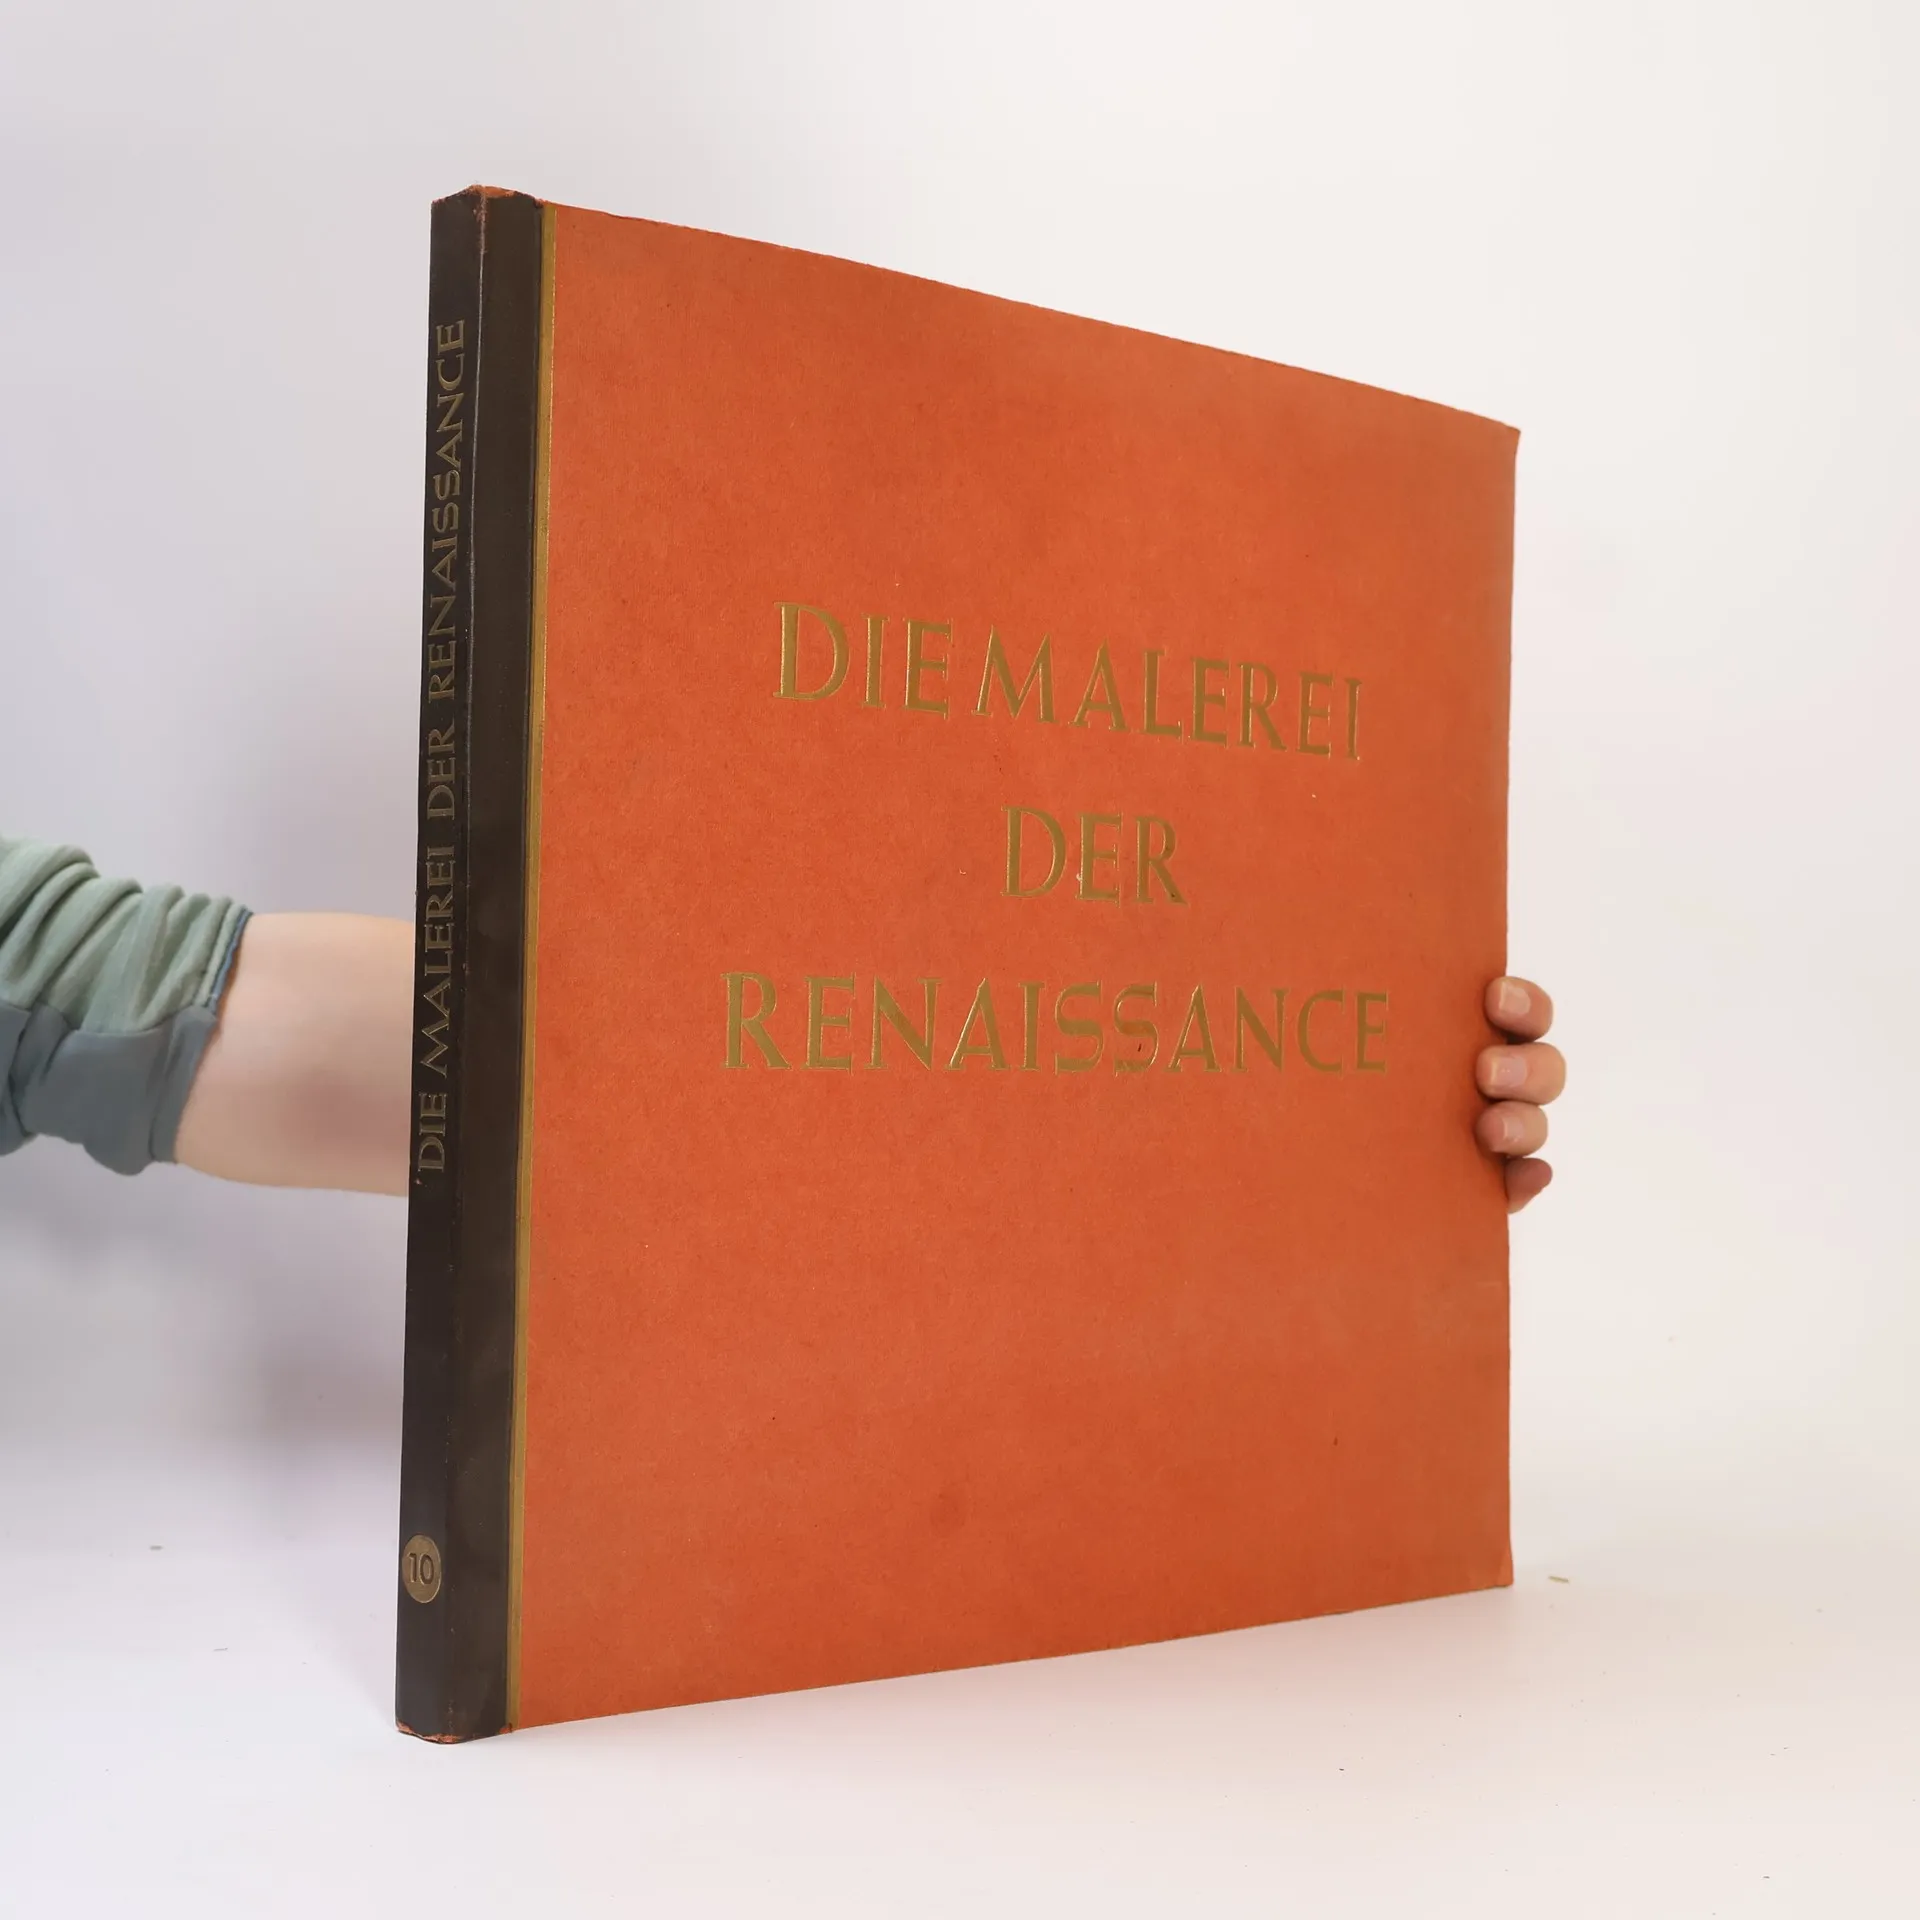 DIE MALEREI DER RENAISSANCE
10
DIE MALEREI
DER
RENAISSANCE